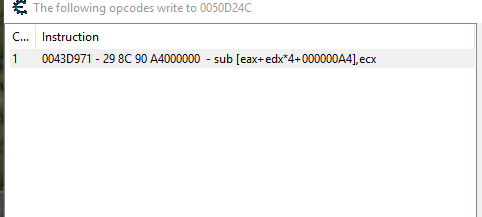 The following opcodes write to 0050D24C
C... Instruction
1 0043D971 - 29 8C 90 A4000000 - sub [eax+edx*4+000000A4],ecx